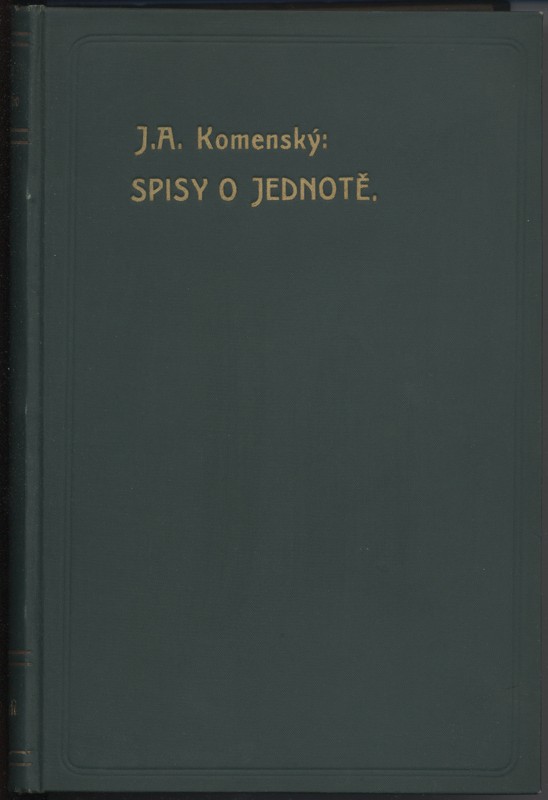 J.A. Komenský:
SPISY O JEDNOTĚ.